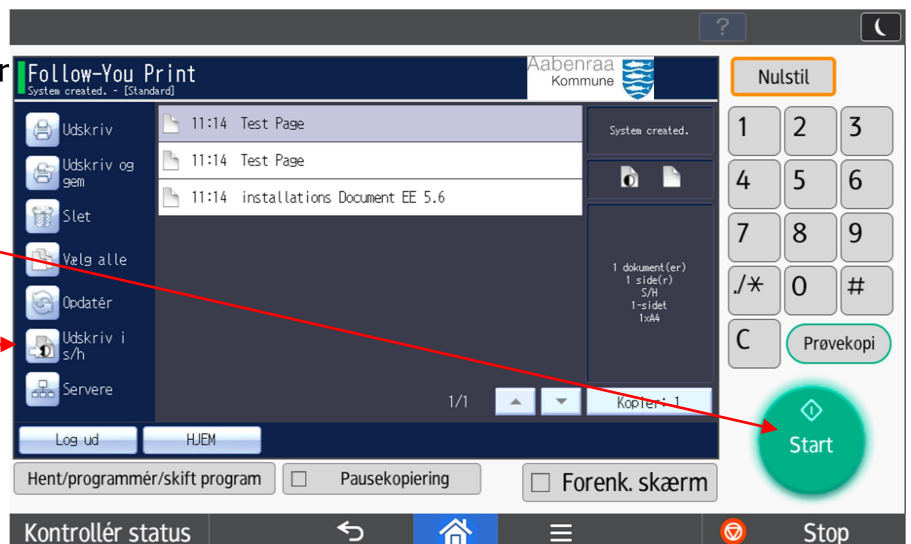 ?
r
Follow-You Print
System created. - [Standard]
Aabenraa
Kommune
Udskriv
Udskriv og
gem
Slet
Vælg alle
Opdatér
Udskriv i
s/h
Servere
11:14 Test Page
11:14 Test Page
11:14 installations Document EE 5.6
1/1
System created.
1 dokument(er)
1 side(r)
S/H
1-sidet
1xA4
Kopier: 1
Log ud
HJEM
Hent/programmér/skift program
Pausekopiering
Forenk. skærm
Nulstil
1 2 3
4 5 6
7 8 9
./* 0 #
C
Prøvekopi
Start
Kontrollér status
Stop